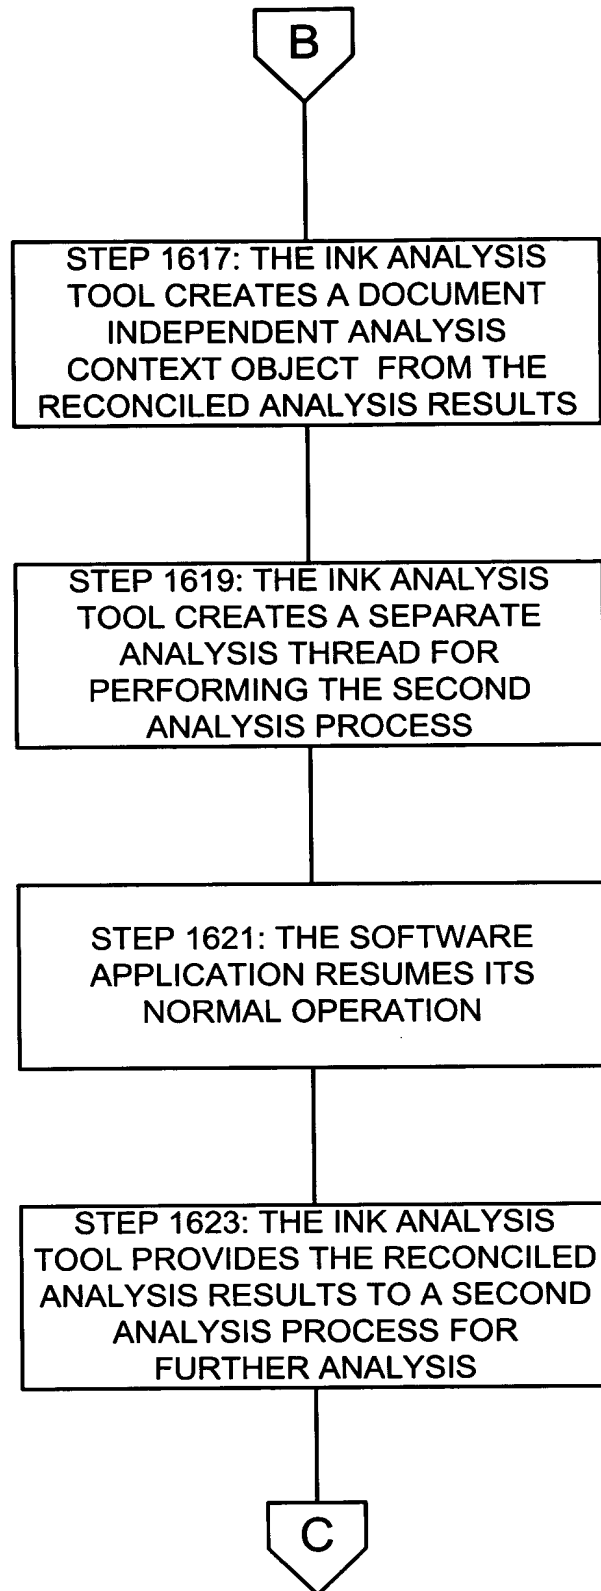 B
STEP 1617: THE INK ANALYSIS
TOOL CREATES A DOCUMENT
INDEPENDENT ANALYSIS
CONTEXT OBJECT FROM THE
RECONCILED ANALYSIS RESULTS
STEP 1619: THE INK ANALYSIS
TOOL CREATES A SEPARATE
ANALYSIS THREAD FOR
PERFORMING THE SECOND
ANALYSIS PROCESS
STEP 1621: THE SOFTWARE
APPLICATION RESUMES ITS
NORMAL OPERATION
STEP 1623: THE INK ANALYSIS
TOOL PROVIDES THE RECONCILED
ANALYSIS RESULTS TO A SECOND
ANALYSIS PROCESS FOR
FURTHER ANALYSIS
C